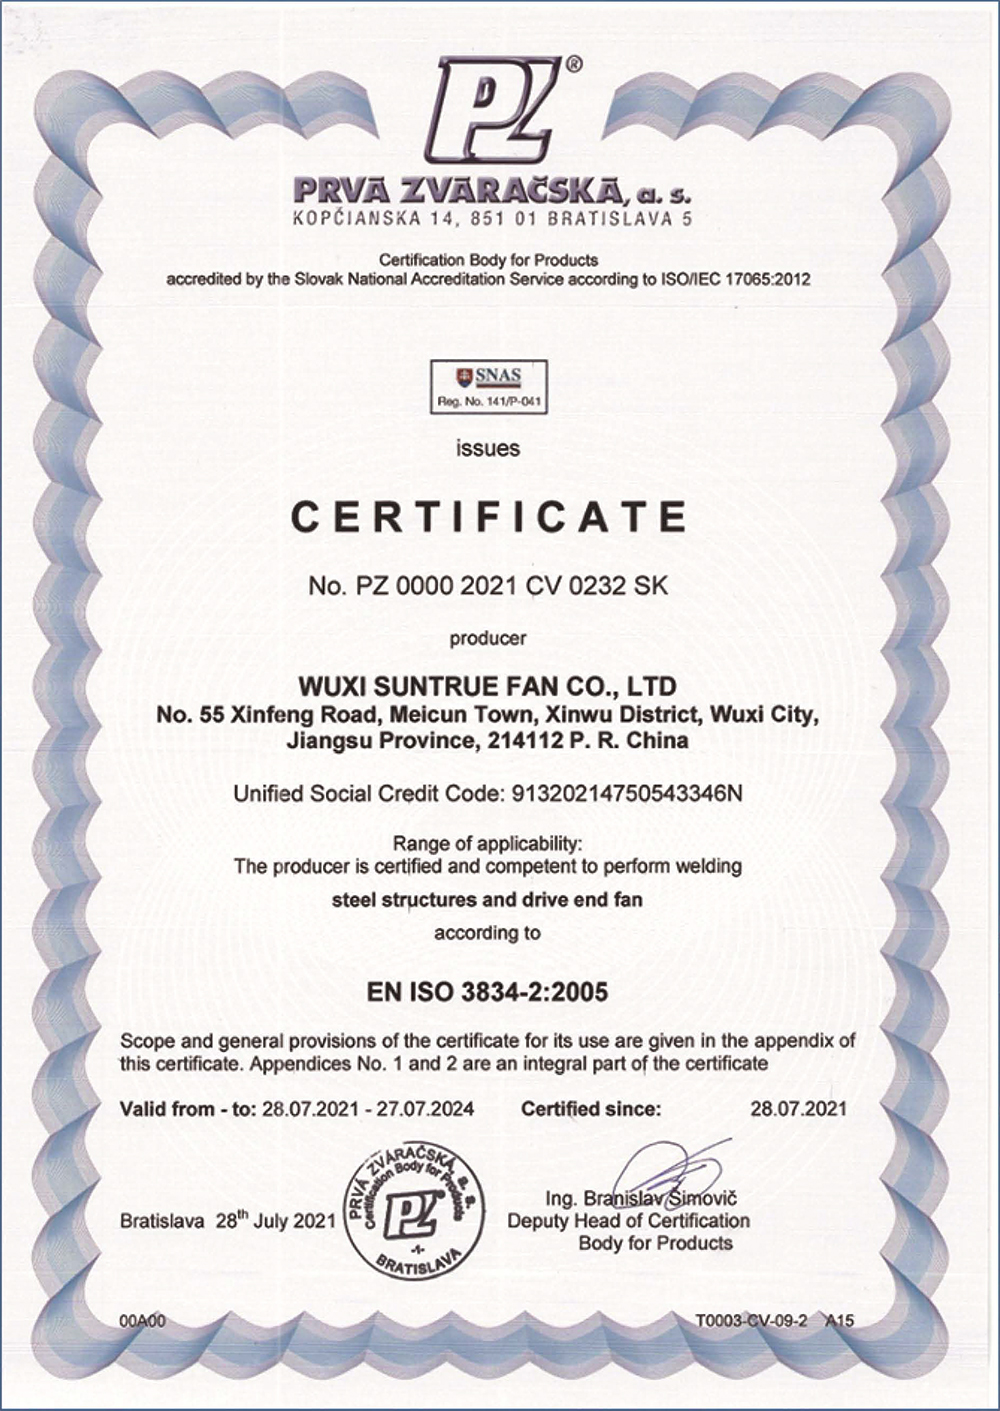 PZ ®
PRVÁ ZVÁRAČSKÁ, a. s.
KOPČIANSKA 14, 851 01 BRATISLAVA 5
Certification Body for Products
accredited by the Slovak National Accreditation Service according to ISO/IEC 17065:2012
SNAS
Reg. No. 141/P-041
issues
CERTIFICATE
No. PZ 0000 2021 CV 0232 SK
producer
WUXI SUNTRUE FAN CO., LTD
No. 55 Xinfeng Road, Meicun Town, Xinwu District, Wuxi City,
Jiangsu Province, 214112 P. R. China
Unified Social Credit Code: 91320214750543346N
Range of applicability:
The producer is certified and competent to perform welding
steel structures and drive end fan
according to
EN ISO 3834-2:2005
Scope and general provisions of the certificate for its use are given in the appendix of
this certificate. Appendices No. 1 and 2 are an integral part of the certificate
Valid from - to: 28.07.2021 - 27.07.2024 Certified since: 28.07.2021
PRVÁ ZVÁRAČSKÁ, a. s.
Certification Body for Products
PZ
-1-
BRATISLAVA
Bratislava 28th July 2021
Ing. Branislav Šimovič
Deputy Head of Certification
Body for Products
00A00 T0003-CV-09-2 A15